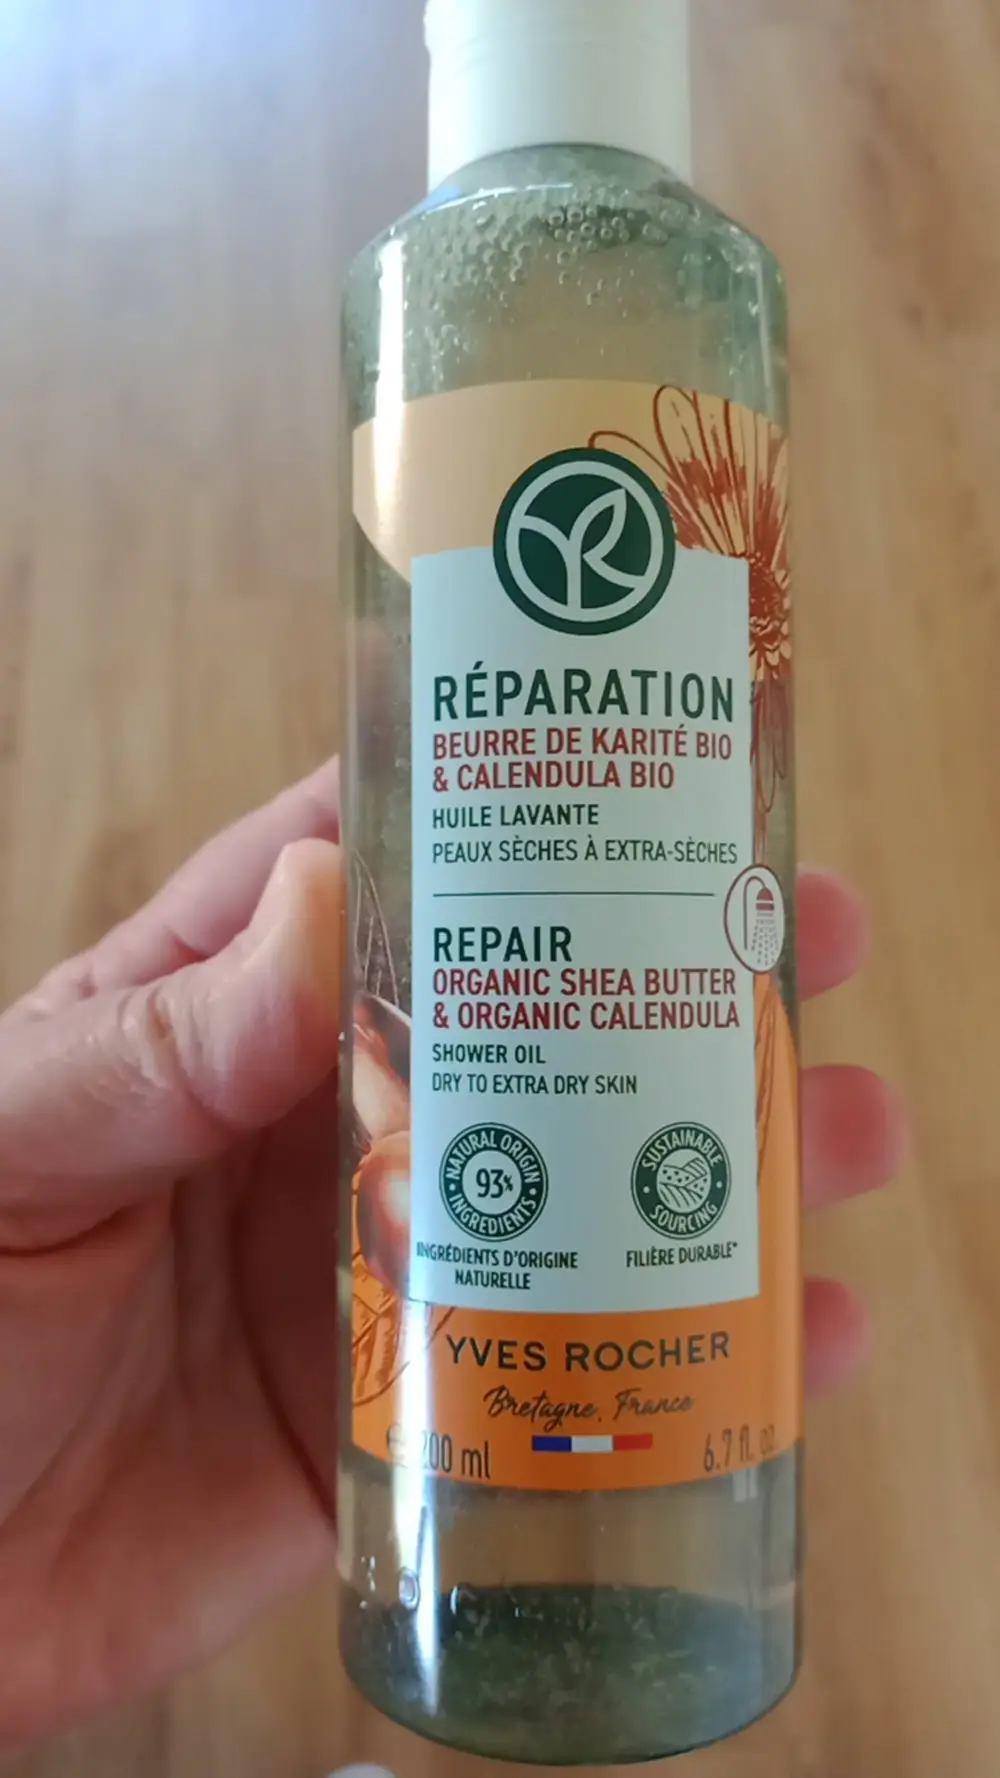 RÉPARATION
BEURRE DE KARITÉ BIO
& CALENDULA BIO
HUILE LAVANTE
PEAUX SÈCHES À EXTRA-SÈCHES
REPAIR
ORGANIC SHEA BUTTER
& ORGANIC CALENDULA
SHOWER OIL
DRY TO EXTRA DRY SKIN
NATURAL ORIGIN
93%
INGREDIENTS
INGRÉDIENTS D'ORIGINE
NATURELLE
SUSTAINABLE
SOURCING
FILIÈRE DURABLE**
YVES ROCHER
Bretagne, France
℮ 200 ml
6.7 fl. oz